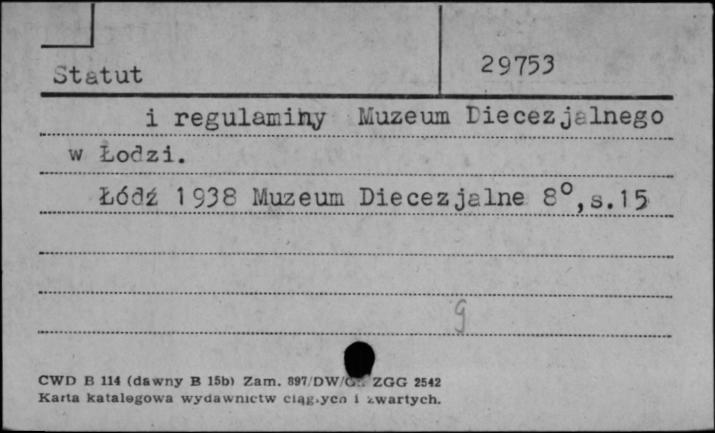 Statut
29753
i regulaminy Muzeum Diecezjalnego
w Łodzi.
Łódź 1938 Muzeum Diecezjalne 8°,s.15
g
CWD B 114 (dawny B 15b) Zam. 897/DW/ ZGG 2542
Karta katalogowa wydawnictw ciągłych i zwartych.